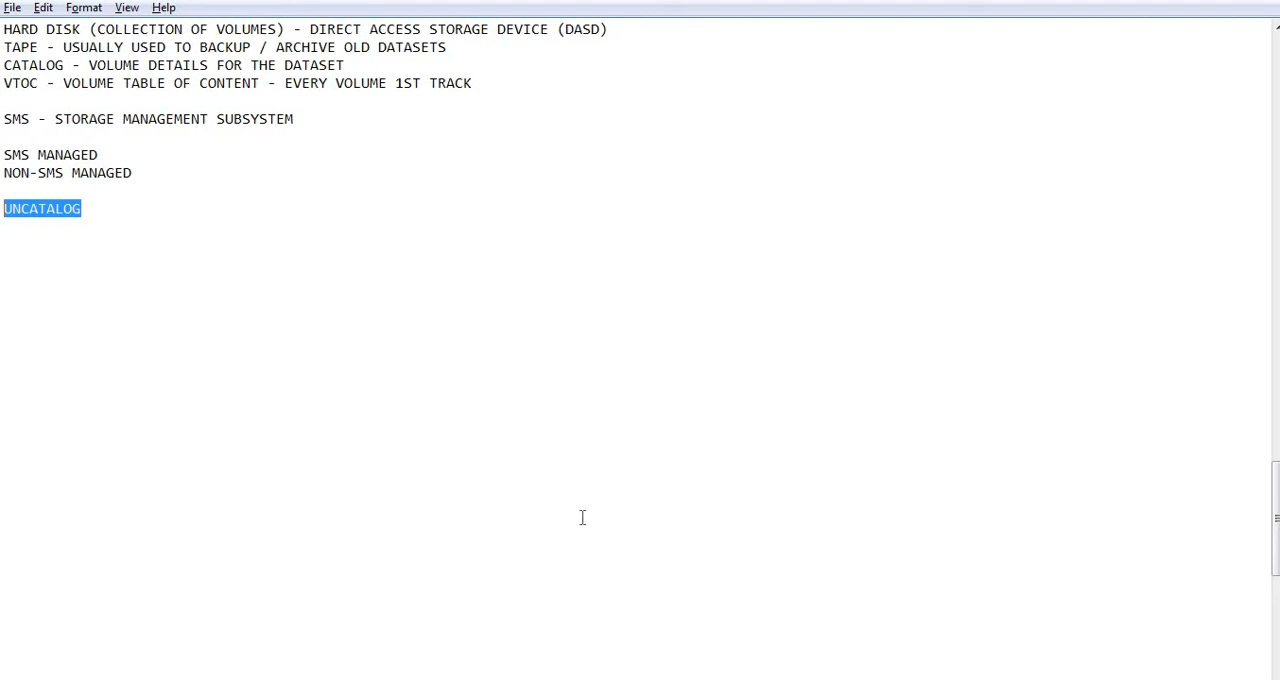 File Edit Format View Help
HARD DISK (COLLECTION OF VOLUMES) - DIRECT ACCESS STORAGE DEVICE (DASD)
TAPE - USUALLY USED TO BACKUP / ARCHIVE OLD DATASETS
CATALOG - VOLUME DETAILS FOR THE DATASET
VTOC - VOLUME TABLE OF CONTENT - EVERY VOLUME 1ST TRACK
SMS - STORAGE MANAGEMENT SUBSYSTEM
SMS MANAGED
NON-SMS MANAGED
UNCATALOG